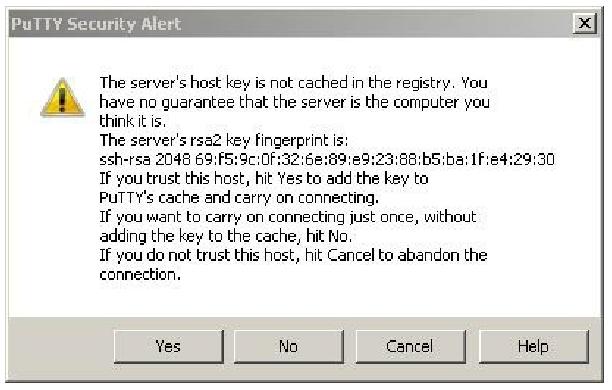 PuTTY Security Alert
The server's host key is not cached in the registry. You
have no guarantee that the server is the computer you
think it is.
The server's rsa2 key fingerprint is:
ssh-rsa 2048 69:f5:9c:0f:32:6e:89:e9:23:88:b5:ba:1f:e4:29:30
If you trust this host, hit Yes to add the key to
PuTTY's cache and carry on connecting.
If you want to carry on connecting just once, without
adding the key to the cache, hit No.
If you do not trust this host, hit Cancel to abandon the
connection.
Yes No Cancel Help